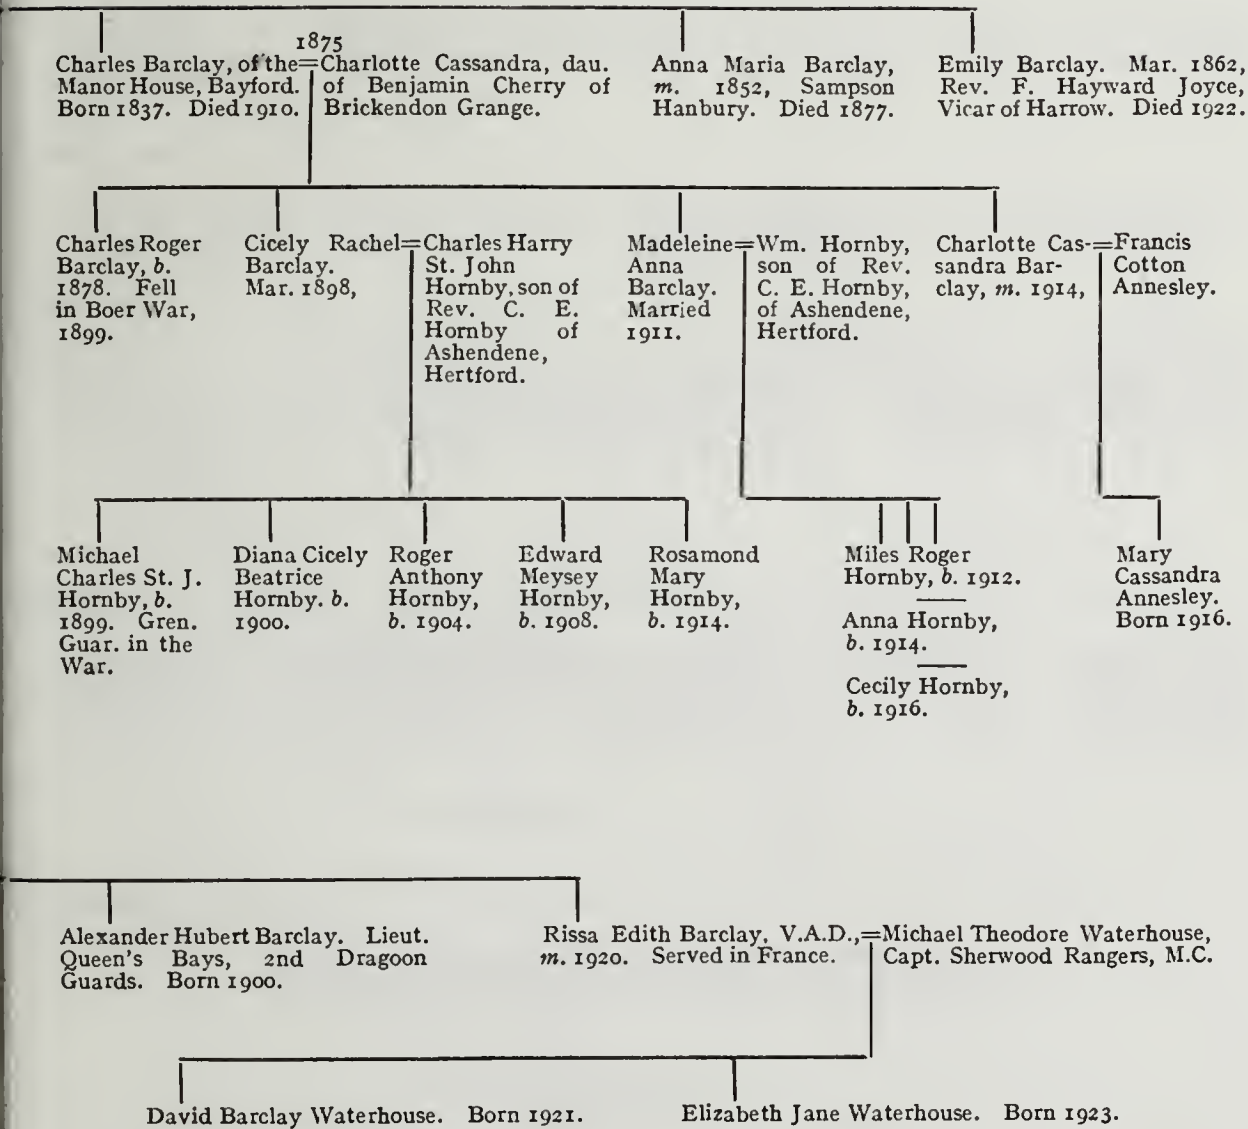 1875
Charles Barclay, of the=Charlotte Cassandra, dau.
Manor House, Bayford. of Benjamin Cherry of
Born 1837. Died 1910. Brickendon Grange.
Anna Maria Barclay,
m. 1852, Sampson
Hanbury. Died 1877.
Emily Barclay. Mar. 1862,
Rev. F. Hayward Joyce,
Vicar of Harrow. Died 1922.
Charles Roger
Barclay, b.
1878. Fell
in Boer War,
1899.
Cicely Rachel=Charles Harry
Barclay. St. John
Mar. 1898, Hornby, son of
Rev. C. E.
Hornby of
Ashendene,
Hertford.
Madeleine=Wm. Hornby,
Anna son of Rev.
Barclay. C. E. Hornby,
Married of Ashendene,
1911. Hertford.
Charlotte Cas-=Francis
sandra Bar- Cotton
clay, m. 1914, Annesley.
Michael
Charles St. J.
Hornby, b.
1899. Gren.
Guar. in the
War.
Diana Cicely
Beatrice
Hornby. b.
1900.
Roger
Anthony
Hornby,
b. 1904.
Edward
Meysey
Hornby,
b. 1908.
Rosamond
Mary
Hornby,
b. 1914.
Miles Roger
Hornby, b. 1912.
Anna Hornby,
b. 1914.
Cecily Hornby,
b. 1916.
Mary
Cassandra
Annesley.
Born 1916.
Alexander Hubert Barclay. Lieut.
Queen's Bays, 2nd Dragoon
Guards. Born 1900.
Rissa Edith Barclay, V.A.D.,=Michael Theodore Waterhouse,
m. 1920. Served in France. Capt. Sherwood Rangers, M.C.
David Barclay Waterhouse. Born 1921.
Elizabeth Jane Waterhouse. Born 1923.